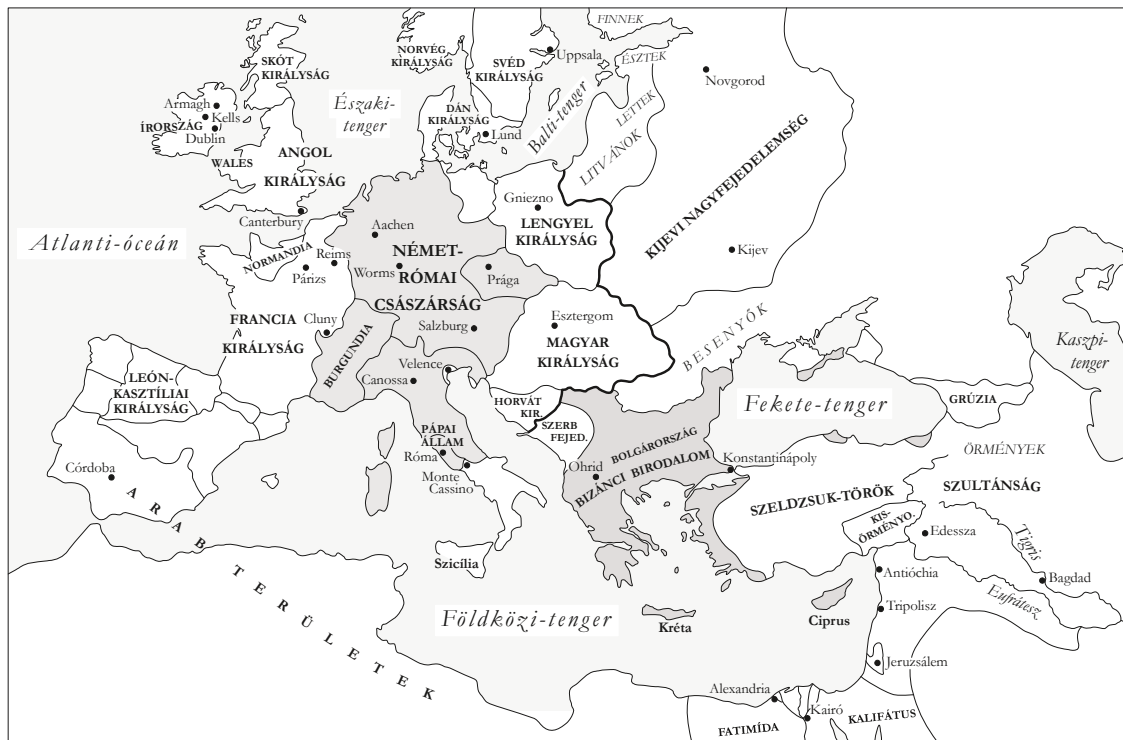 FINNEK
NORVÉG
KIRÁLYSÁG
SVÉD
KIRÁLYSÁG
Uppsala
ÉSZTEK
SKÓT
KIRÁLYSÁG
Novgorod
Északi-
tenger
Balti-tenger
LETTEK
LITVÁNOK
DÁN
KIRÁLYSÁG
Lund
Armagh
Kells
ÍRORSZÁG
Dublin
WALES
ANGOL
KIRÁLYSÁG
KIJEVI NAGYFEJEDELEMSÉG
Canterbury
Gniezno
LENGYEL
KIRÁLYSÁG
Kijev
Atlanti-óceán
Aachen
NÉMET-
RÓMAI
CSÁSZÁRSÁG
NORMANDIA
Reims
Párizs
Worms
Prága
FRANCIA
KIRÁLYSÁG
Cluny
Salzburg
Esztergom
MAGYAR
KIRÁLYSÁG
BESENYŐK
Kaszpi-
tenger
BURGUNDIA
Velence
Canossa
LEÓN-
KASZTÍLIAI
KIRÁLYSÁG
HORVÁT
KIR.
SZERB
FEJED.
Fekete-tenger
GRÚZIA
PÁPAI
ÁLLAM
Róma
Monte
Cassino
BOLGÁRORSZÁG
BIZÁNCI BIRODALOM
Ohrid
Konstantinápoly
ÖRMÉNYEK
Córdoba
SZELDZSUK-TÖRÖK
SZULTÁNSÁG
KIS-
ÖRMÉNYO.
Edessza
Tigris
ARAB TERÜLETEK
Szicília
Antióchia
Bagdad
Eufrátesz
Földközi-tenger
Kréta
Ciprus
Tripolisz
Jeruzsálem
Alexandria
Kairó
FATIMÍDA
KALIFÁTUS